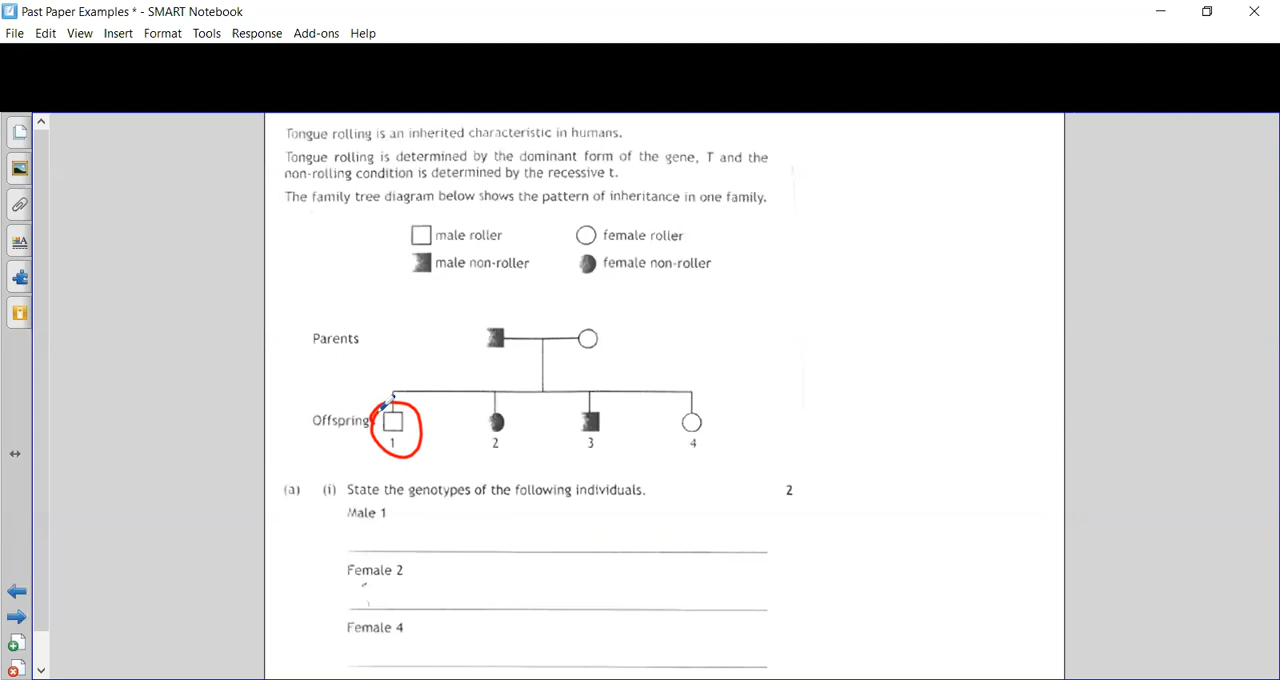 Past Paper Examples * - SMART Notebook
File Edit View Insert Format Tools Response Add-ons Help
Tongue rolling is an inherited characteristic in humans.
Tongue rolling is determined by the dominant form of the gene, T and the
non-rolling condition is determined by the recessive t.
The family tree diagram below shows the pattern of inheritance in one family.
male roller female roller
male non-roller female non-roller
Parents
Offspring
1 2 3 4
(a) (i) State the genotypes of the following individuals. 2
Male 1
Female 2
Female 4